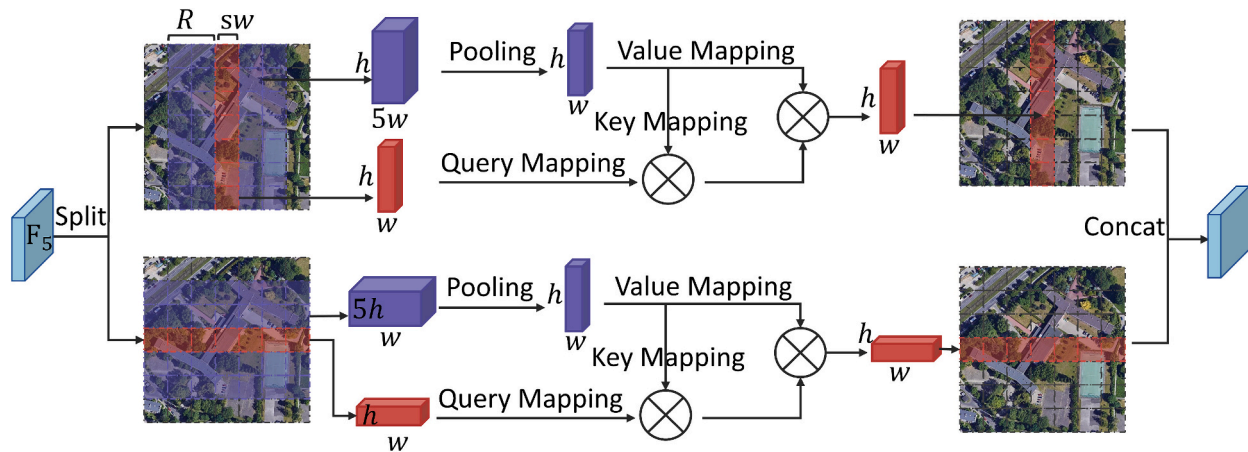 R sw
h
5w
Pooling
h
w
Value Mapping
Key Mapping
h
w
Query Mapping
h
w
F5
Split
Concat
5h
w
Pooling
h
w
Value Mapping
Key Mapping
h
w
Query Mapping
h
w